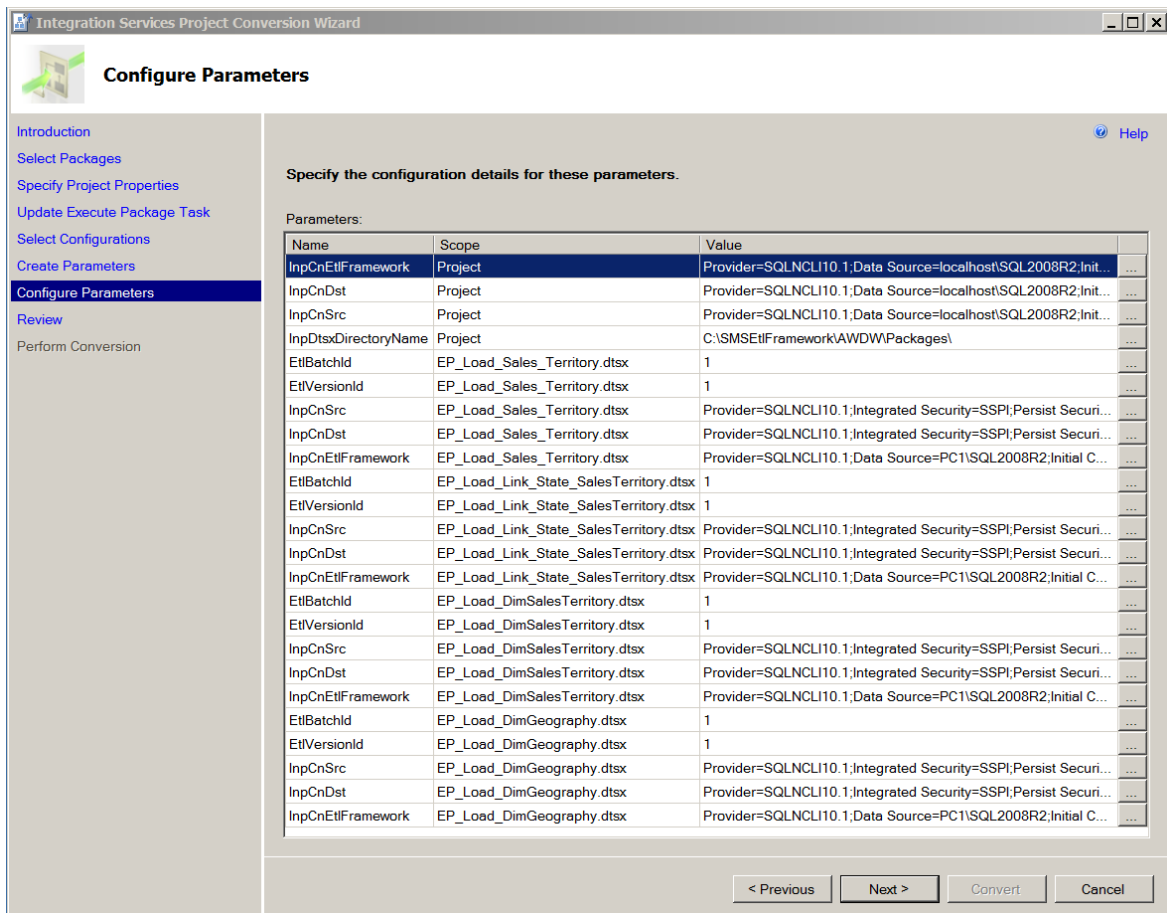 Integration Services Project Conversion Wizard
Configure Parameters
Introduction
Select Packages
Specify Project Properties
Update Execute Package Task
Select Configurations
Create Parameters
Configure Parameters
Review
Perform Conversion
Help
Specify the configuration details for these parameters.
Parameters:
Name Scope Value
InpCnEtlFramework Project Provider=SQLNCLI10.1;Data Source=localhost\SQL2008R2;Init... ...
InpCnDst Project Provider=SQLNCLI10.1;Data Source=localhost\SQL2008R2;Init... ...
InpCnSrc Project Provider=SQLNCLI10.1;Data Source=localhost\SQL2008R2;Init... ...
InpDtsxDirectoryName Project C:\SMSEtlFramework\AWDW\Packages\ ...
EtlBatchId EP_Load_Sales_Territory.dtsx 1 ...
EtlVersionId EP_Load_Sales_Territory.dtsx 1 ...
InpCnSrc EP_Load_Sales_Territory.dtsx Provider=SQLNCLI10.1;Integrated Security=SSPI;Persist Securi... ...
InpCnDst EP_Load_Sales_Territory.dtsx Provider=SQLNCLI10.1;Integrated Security=SSPI;Persist Securi... ...
InpCnEtlFramework EP_Load_Sales_Territory.dtsx Provider=SQLNCLI10.1;Data Source=PC1\SQL2008R2;Initial C... ...
EtlBatchId EP_Load_Link_State_SalesTerritory.dtsx 1 ...
EtlVersionId EP_Load_Link_State_SalesTerritory.dtsx 1 ...
InpCnSrc EP_Load_Link_State_SalesTerritory.dtsx Provider=SQLNCLI10.1;Integrated Security=SSPI;Persist Securi... ...
InpCnDst EP_Load_Link_State_SalesTerritory.dtsx Provider=SQLNCLI10.1;Integrated Security=SSPI;Persist Securi... ...
InpCnEtlFramework EP_Load_Link_State_SalesTerritory.dtsx Provider=SQLNCLI10.1;Data Source=PC1\SQL2008R2;Initial C... ...
EtlBatchId EP_Load_DimSalesTerritory.dtsx 1 ...
EtlVersionId EP_Load_DimSalesTerritory.dtsx 1 ...
InpCnSrc EP_Load_DimSalesTerritory.dtsx Provider=SQLNCLI10.1;Integrated Security=SSPI;Persist Securi... ...
InpCnDst EP_Load_DimSalesTerritory.dtsx Provider=SQLNCLI10.1;Integrated Security=SSPI;Persist Securi... ...
InpCnEtlFramework EP_Load_DimSalesTerritory.dtsx Provider=SQLNCLI10.1;Data Source=PC1\SQL2008R2;Initial C... ...
EtlBatchId EP_Load_DimGeography.dtsx 1 ...
EtlVersionId EP_Load_DimGeography.dtsx 1 ...
InpCnSrc EP_Load_DimGeography.dtsx Provider=SQLNCLI10.1;Integrated Security=SSPI;Persist Securi... ...
InpCnDst EP_Load_DimGeography.dtsx Provider=SQLNCLI10.1;Integrated Security=SSPI;Persist Securi... ...
InpCnEtlFramework EP_Load_DimGeography.dtsx Provider=SQLNCLI10.1;Data Source=PC1\SQL2008R2;Initial C... ...
< Previous Next > Convert Cancel